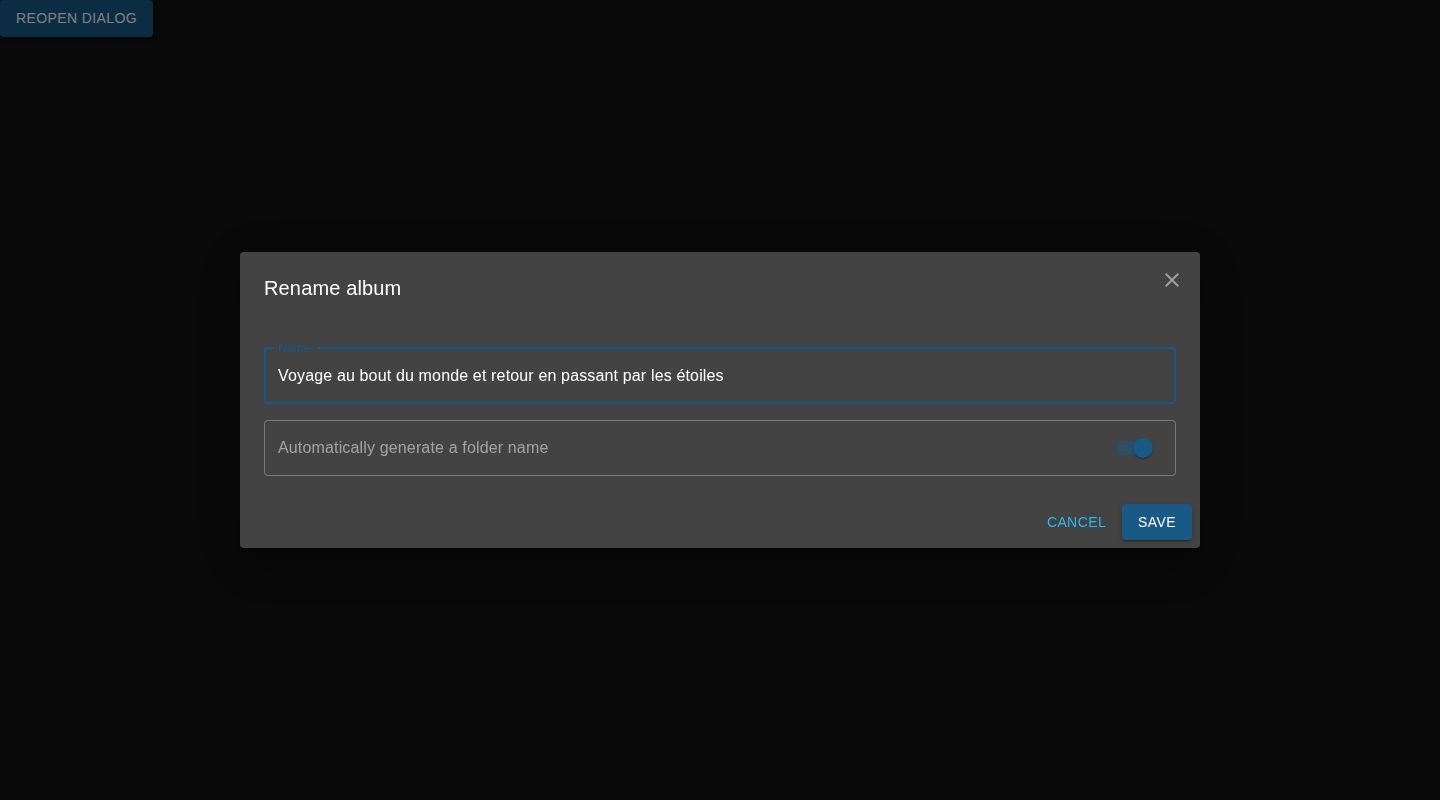 REOPEN DIALOG
Rename album
Name
Voyage au bout du monde et retour en passant par les étoiles
Automatically generate a folder name
CANCEL
SAVE